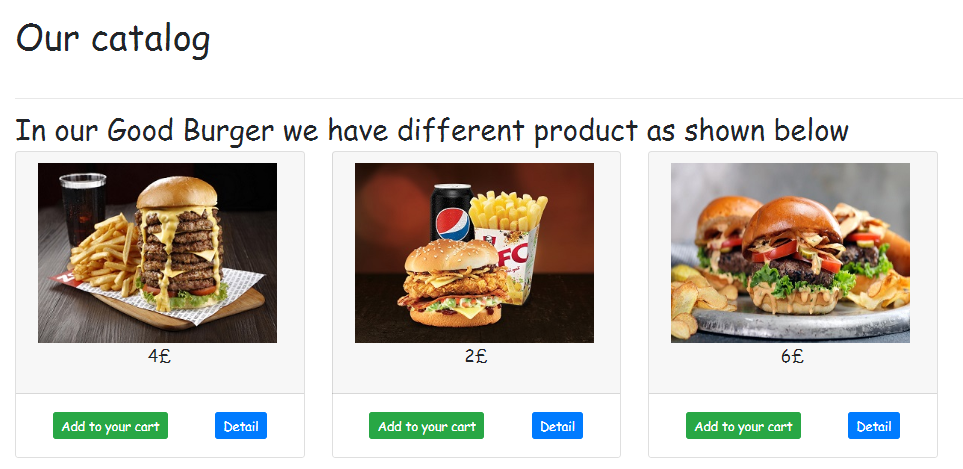 Our catalog
In our Good Burger we have different product as shown below
4£
2£
6£
Add to your cart
Detail
Add to your cart
Detail
Add to your cart
Detail